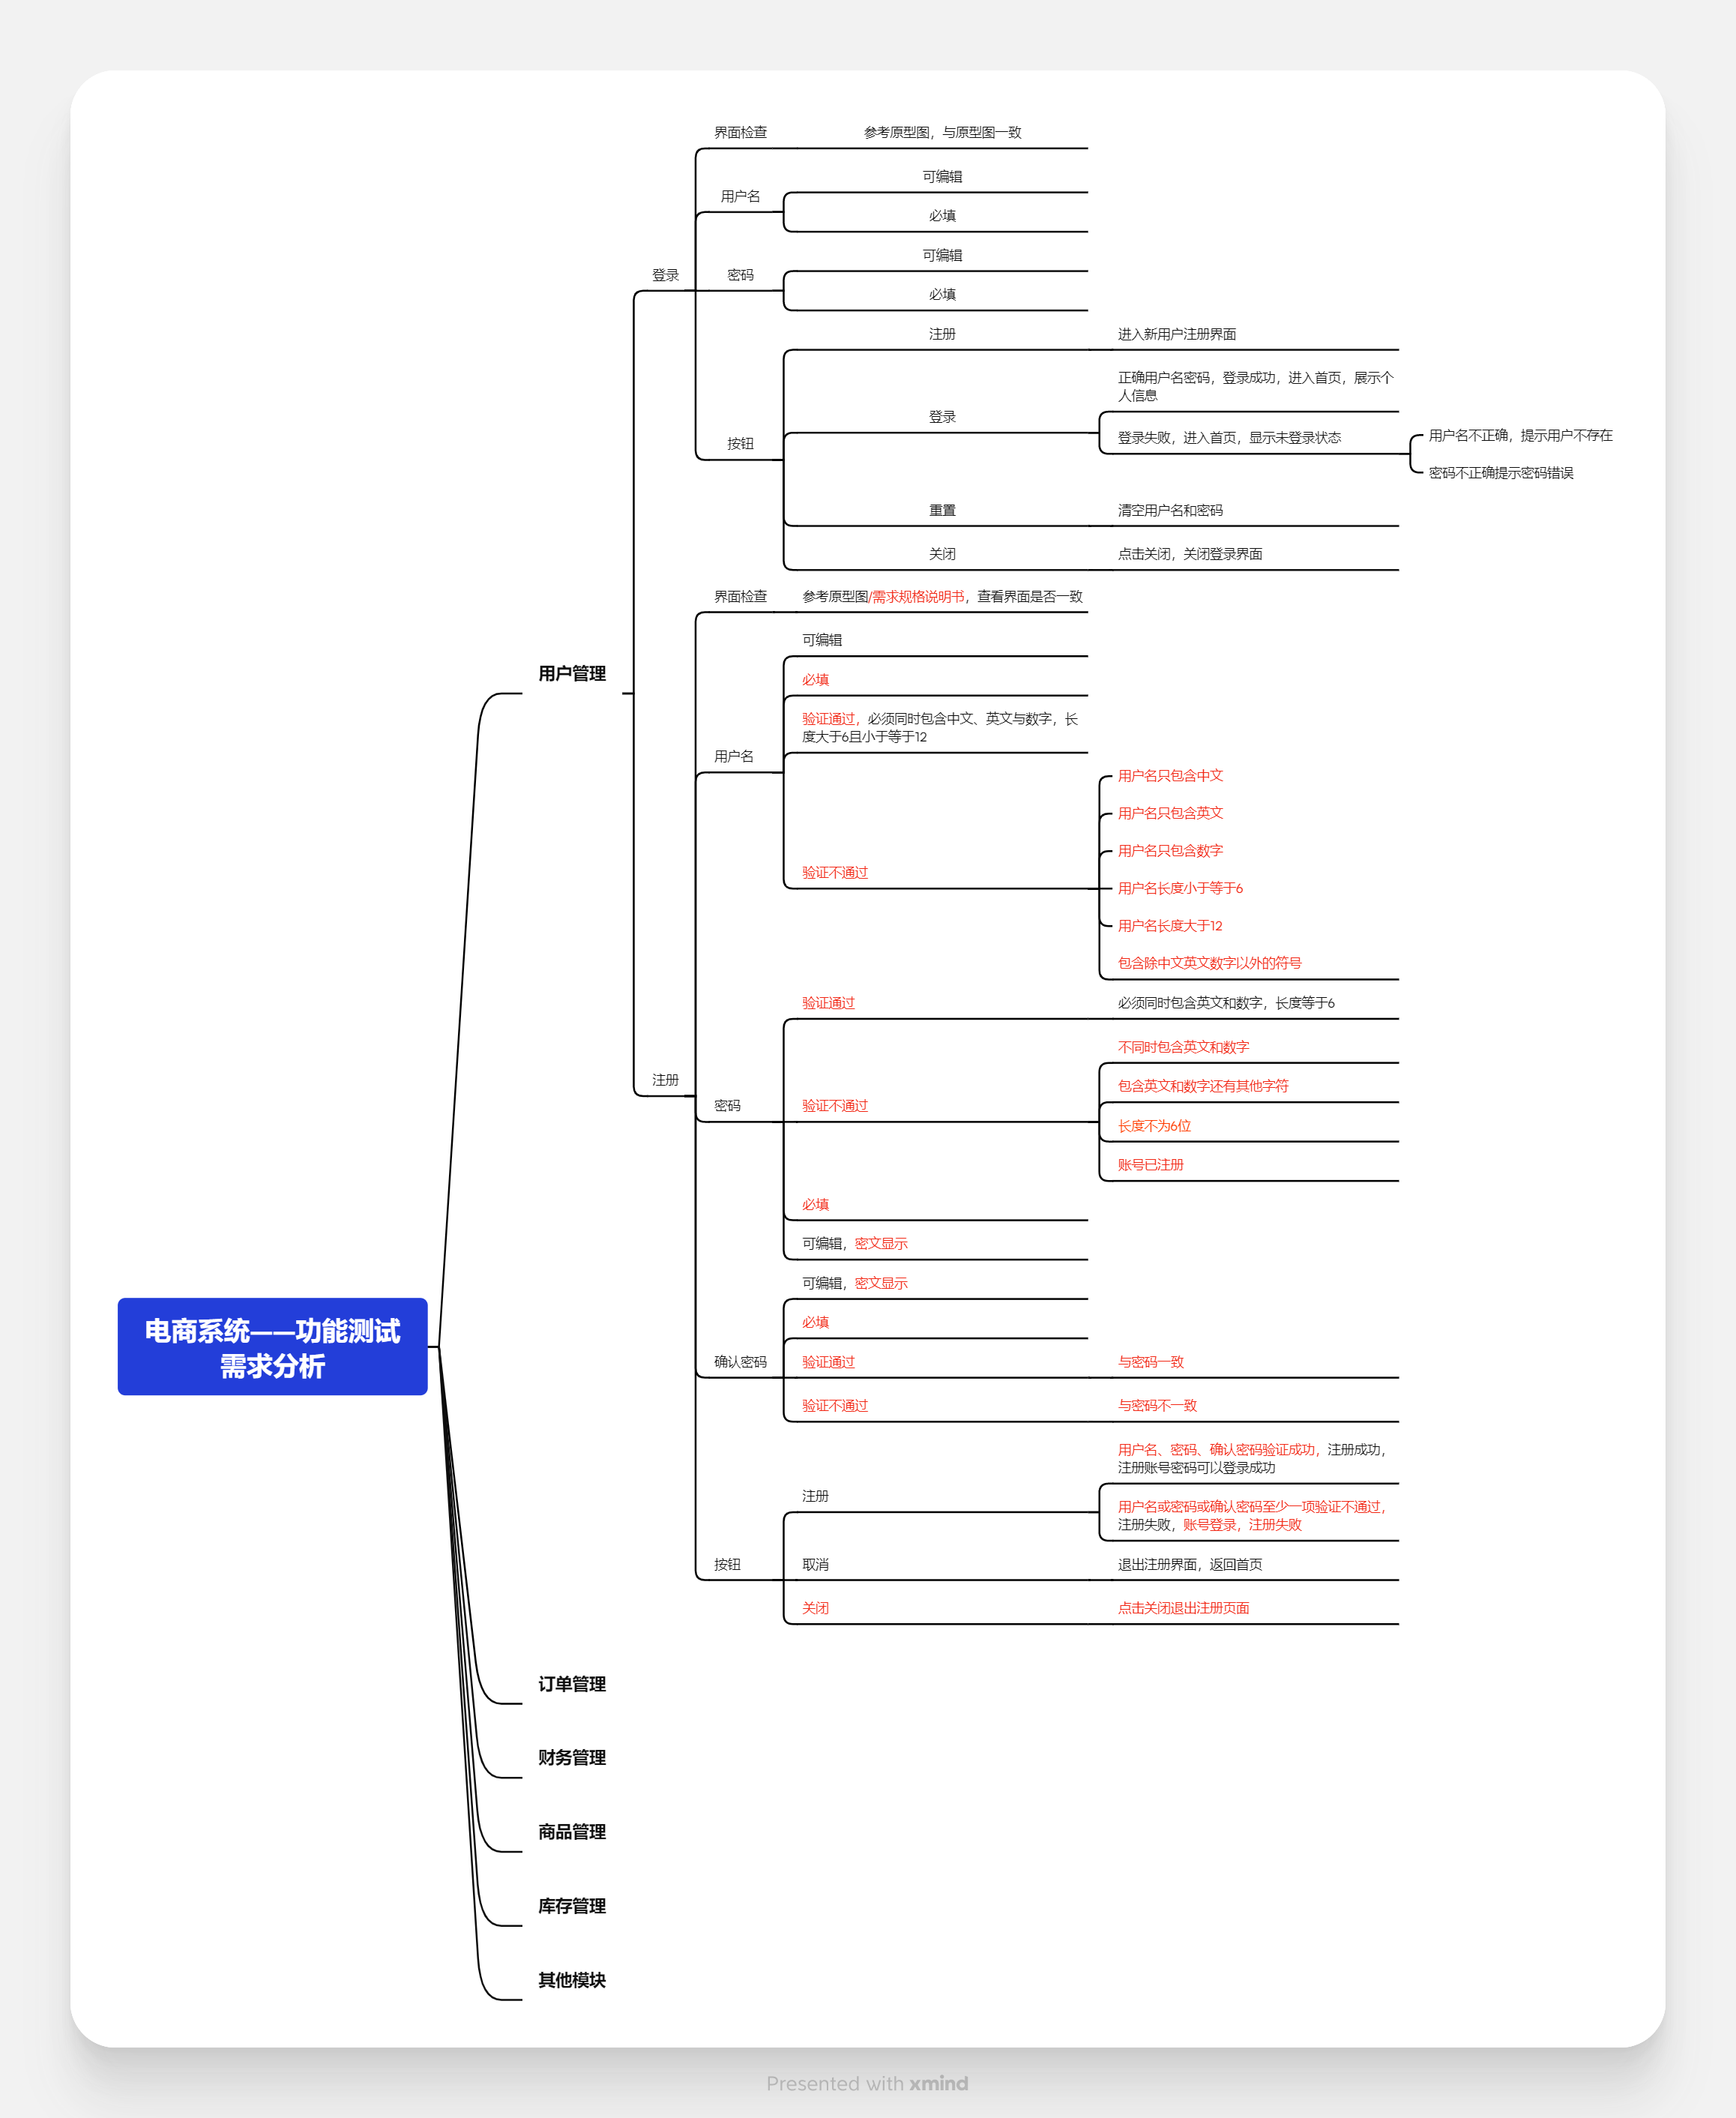 界面检查
参考原型图，与原型图一致
用户名
可编辑
必填
登录
密码
可编辑
必填
按钮
注册
进入新用户注册界面
登录
正确用户名密码，登录成功，进入首页，展示个
人信息
登录失败，进入首页，显示未登录状态
用户名不正确，提示用户不存在
密码不正确提示密码错误
重置
清空用户名和密码
关闭
点击关闭，关闭登录界面
用户管理
界面检查
参考原型图/需求规格说明书，查看界面是否一致
用户名
可编辑
必填
验证通过，必须同时包含中文、英文与数字，长
度大于6且小于等于12
验证不通过
用户名只包含中文
用户名只包含英文
用户名只包含数字
用户名长度小于等于6
用户名长度大于12
包含除中文英文数字以外的符号
注册
密码
验证通过
必须同时包含英文和数字，长度等于6
验证不通过
不同时包含英文和数字
包含英文和数字还有其他字符
长度不为6位
账号已注册
必填
可编辑，密文显示
确认密码
可编辑，密文显示
必填
验证通过
与密码一致
验证不通过
与密码不一致
按钮
注册
用户名、密码、确认密码验证成功，注册成功，
注册账号密码可以登录成功
用户名或密码或确认密码至少一项验证不通过，
注册失败，账号登录，注册失败
取消
退出注册界面，返回首页
关闭
点击关闭退出注册页面
电商系统——功能测试
需求分析
订单管理
财务管理
商品管理
库存管理
其他模块
Presented with xmind